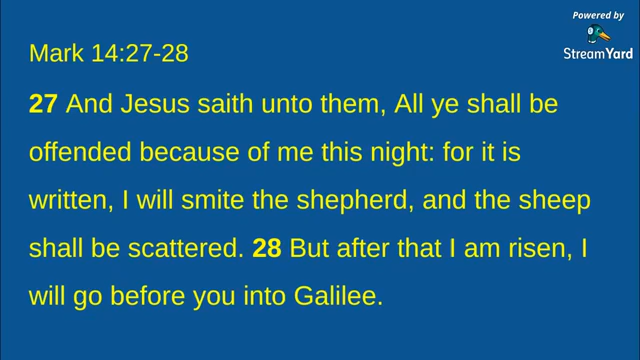 Powered by
StreamYard
Mark 14:27-28
27 And Jesus saith unto them, All ye shall be
offended because of me this night: for it is
written, I will smite the shepherd, and the sheep
shall be scattered. 28 But after that I am risen, I
will go before you into Galilee.